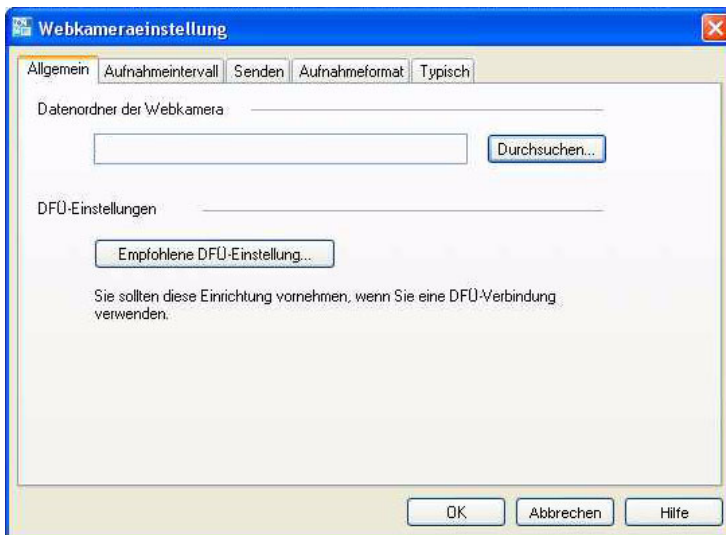 Webkameraeinstellung
Allgemein Aufnahmeintervall Senden Aufnahmeformat Typisch
Datenordner der Webkamera
Durchsuchen...
DFÜ-Einstellungen
Empfohlene DFÜ-Einstellung...
Sie sollten diese Einrichtung vornehmen, wenn Sie eine DFÜ-Verbindung
verwenden.
OK Abbrechen Hilfe